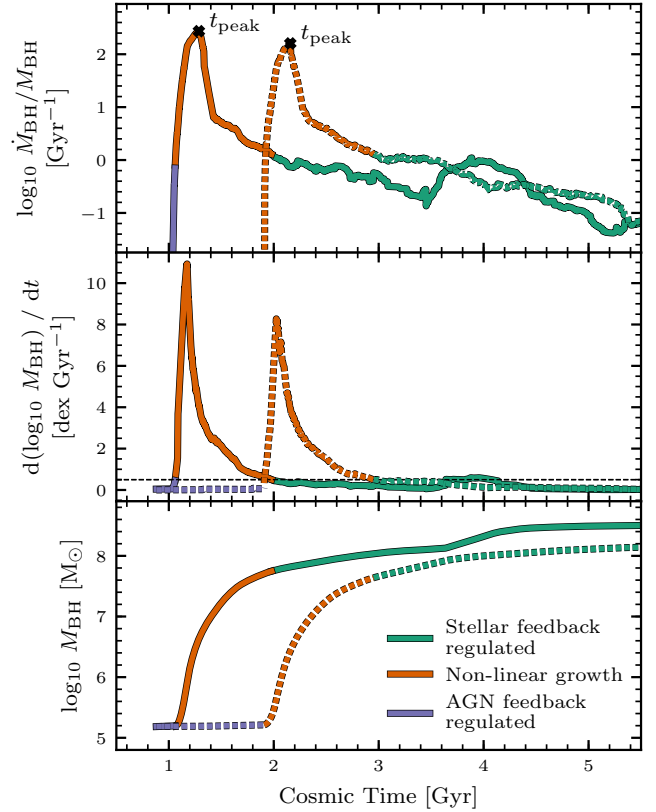 log₁₀ Ṁ_BH/M_BH
[Gyr⁻¹]
2
1
0
−1
t_peak
t_peak
d(log₁₀ M_BH) / dt
[dex Gyr⁻¹]
10
8
6
4
2
0
log₁₀ M_BH [M⊙]
8
7
6
5
Stellar feedback
regulated
Non-linear growth
AGN feedback
regulated
1
2
3
4
5
Cosmic Time [Gyr]